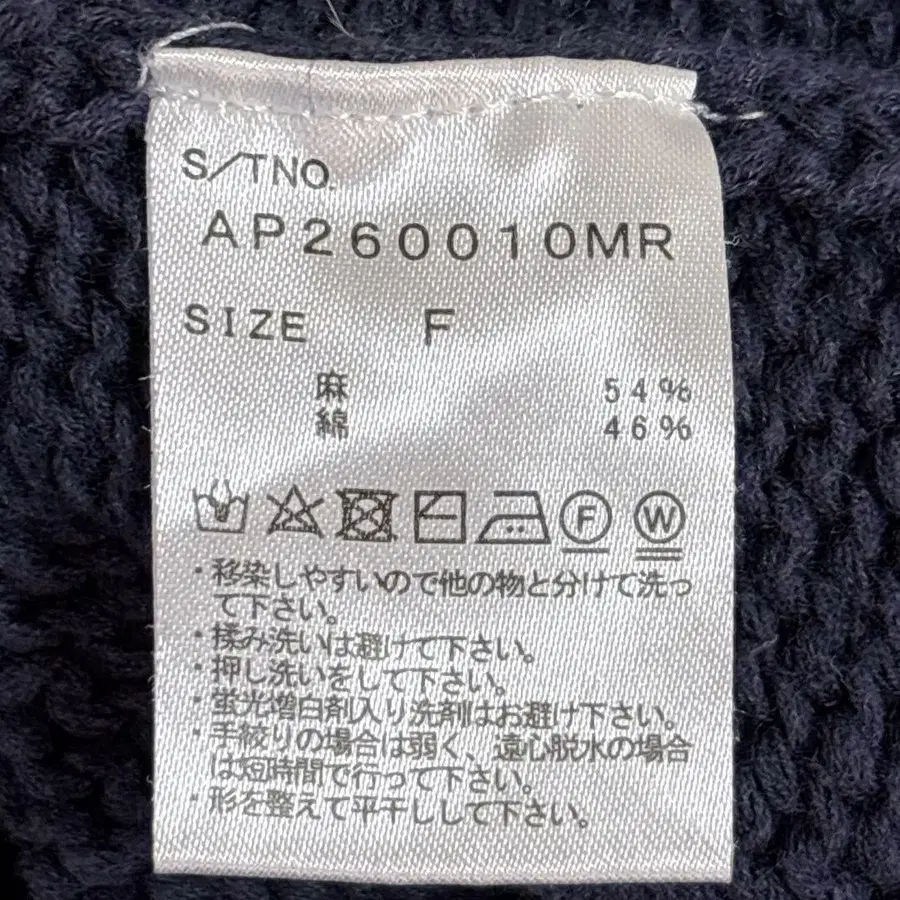 S/TNO.
AP260010MR
SIZE F
麻 54%
綿 46%
F W
・移染しやすいので他の物と分けて洗っ
て下さい。
・揉み洗いは避けて下さい。
・押し洗いをして下さい。
・蛍光増白剤入り洗剤はお避け下さい。
・手絞りの場合は弱く、遠心脱水の場合
は短時間で行って下さい。
・形を整えて平干しして下さい。